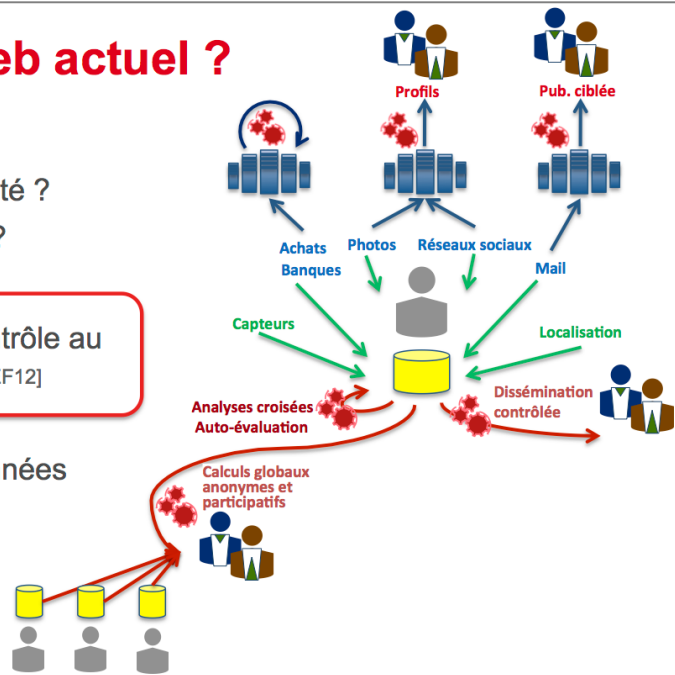 eb actuel ?
Profils
Pub. ciblée
té ?
?
Achats
Banques
Photos
Réseaux sociaux
Mail
Capteurs
Localisation
trôle au
EF12]
Analyses croisées
Auto-évaluation
Dissémination
contrôlée
nées
Calculs globaux
anonymes et
participatifs